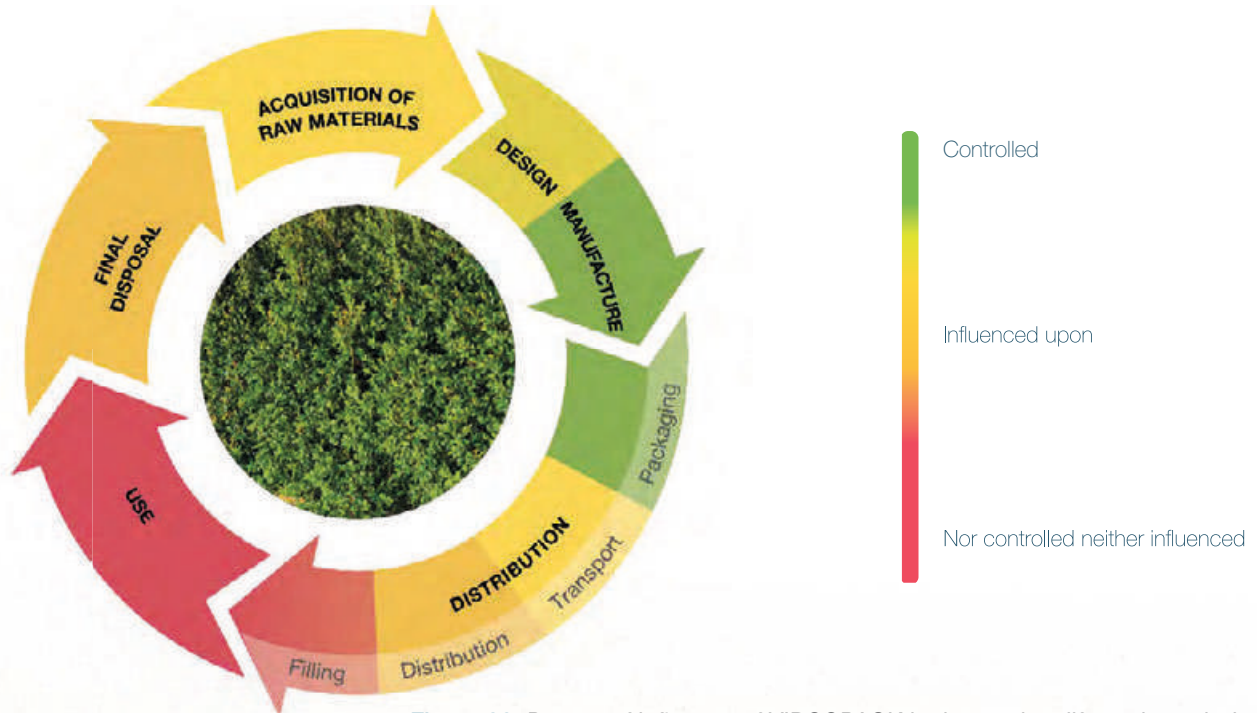 ACQUISITION OF
RAW MATERIALS
DESIGN
MANUFACTURE
Packaging
Transport
DISTRIBUTION
Distribution
Filling
USE
FINAL
DISPOSAL
Controlled
Influenced upon
Nor controlled neither influenced